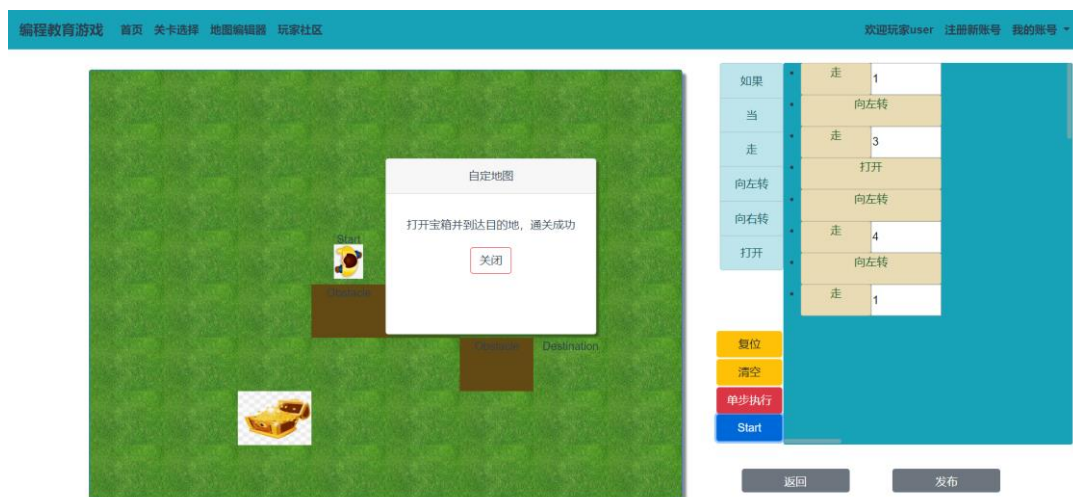 编程教育游戏 首页 关卡选择 地图编辑器 玩家社区 欢迎玩家user 注册新账号 我的账号
自定地图
打开宝箱并到达目的地，通关成功
关闭
Start
Obstacle
Obstacle Destination
如果
当
走
向左转
向右转
打开
复位
清空
单步执行
Start
走 1
向左转
走 3
打开
向左转
走 4
向左转
走 1
返回 发布